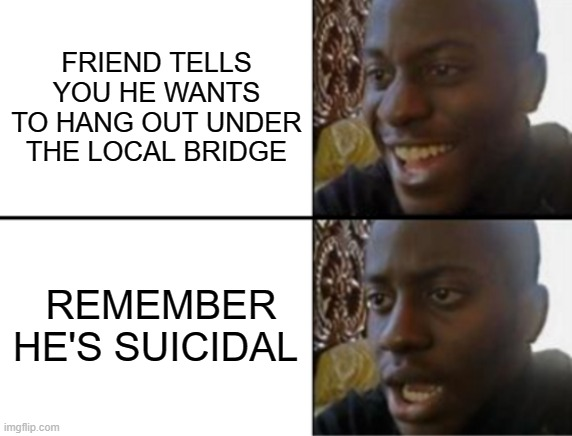 FRIEND TELLS
YOU HE WANTS
TO HANG OUT UNDER
THE LOCAL BRIDGE
REMEMBER
HE'S SUICIDAL
imgflip.com